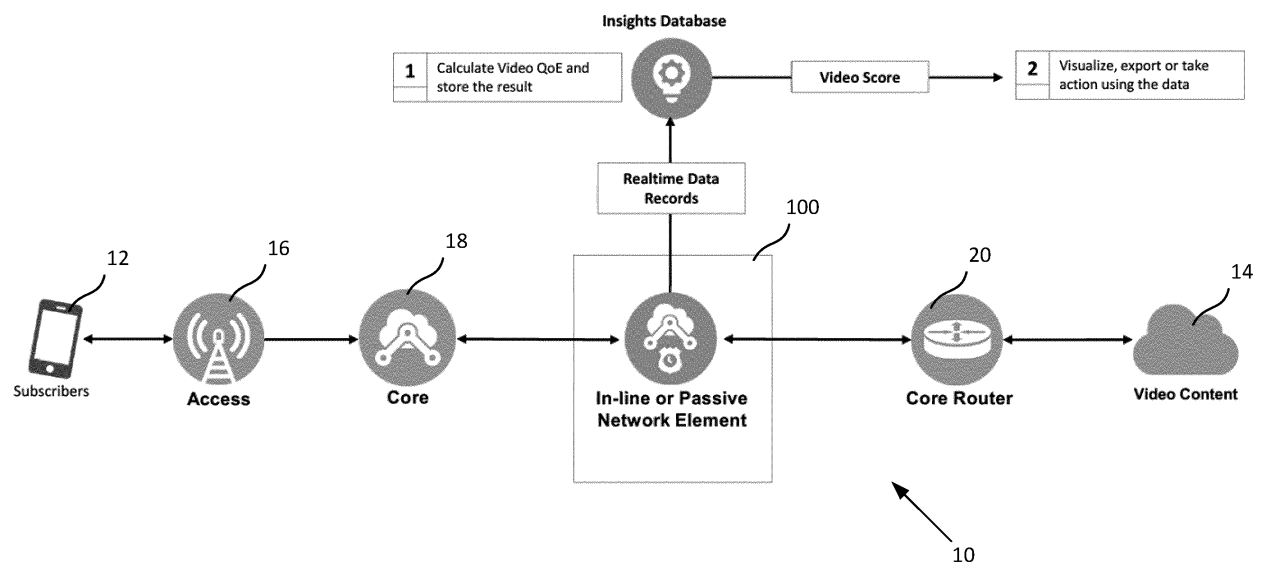 Insights Database
1
Calculate Video QoE and
store the result
Video Score
2
Visualize, export or take
action using the data
Realtime Data
Records
100
12
16
18
20
14
Subscribers
Access
Core
In-line or Passive
Network Element
Core Router
Video Content
10